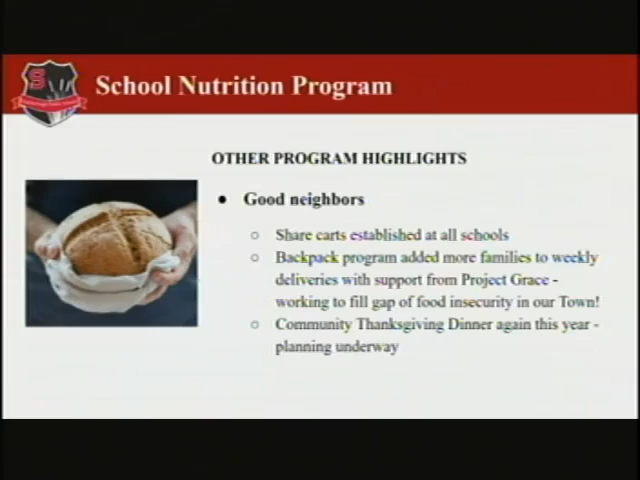 S
School Nutrition Program
OTHER PROGRAM HIGHLIGHTS
● Good neighbors
○ Share carts established at all schools
○ Backpack program added more families to weekly
deliveries with support from Project Grace -
working to fill gap of food insecurity in our Town!
○ Community Thanksgiving Dinner again this year -
planning underway